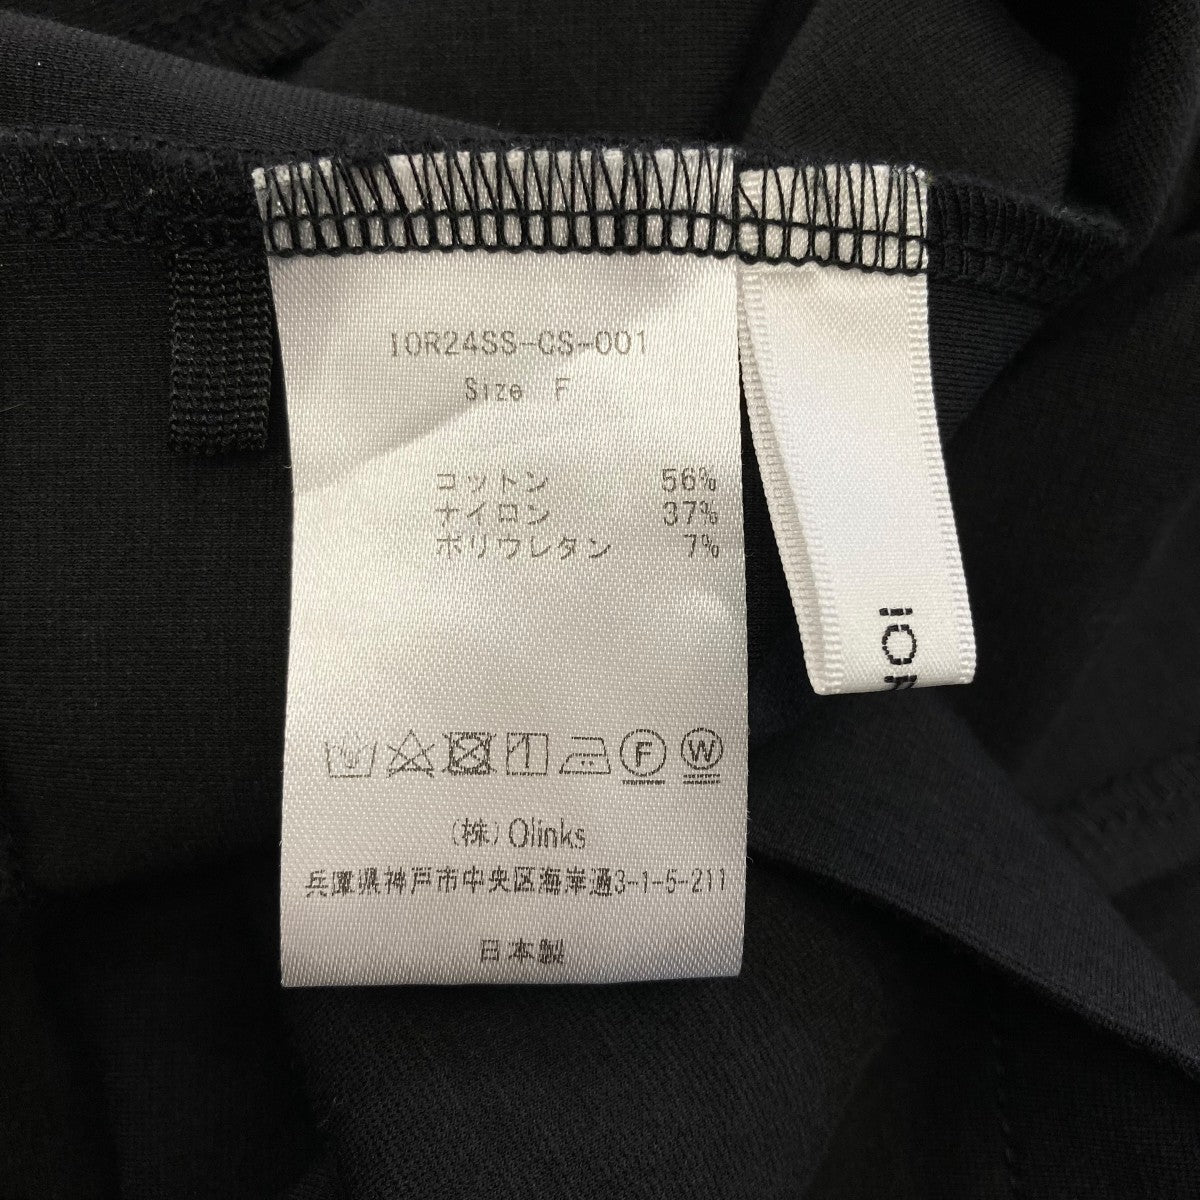 IOR24SS-CS-001
Size F
コットン 56%
ナイロン 37%
ポリウレタン 7%
1
F
W
(株)Olinks
兵庫県神戸市中央区海岸通3-1-5-211
日本製